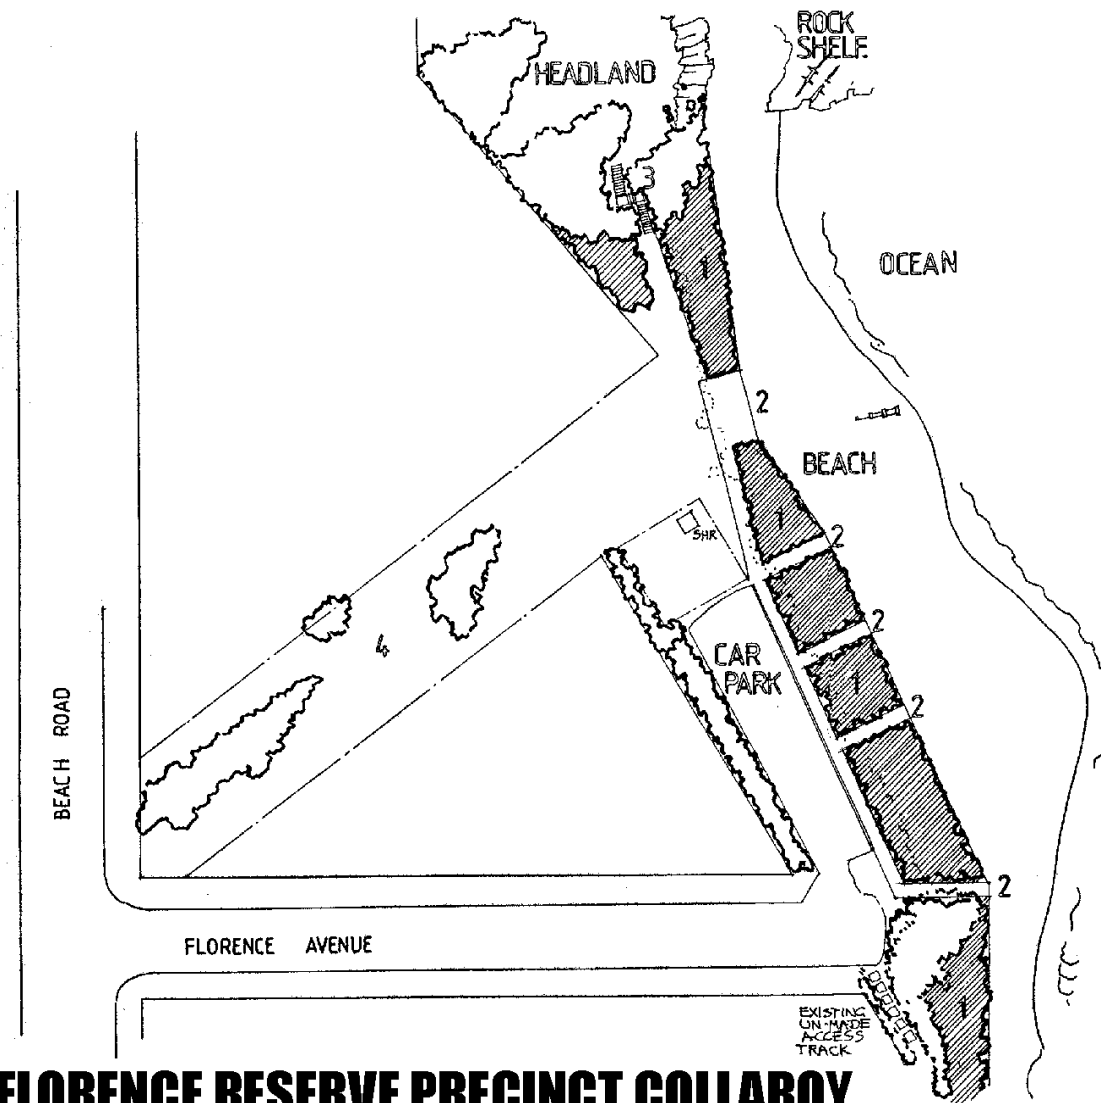 ROCK
SHELF
HEADLAND
3
1
OCEAN
2
BEACH
1
2
SHR
2
4
CAR
PARK
1
2
BEACH ROAD
2
FLORENCE AVENUE
1
EXISTING
UN-MADE
ACCESS
TRACK
FLORENCE RESERVE PRECINCT COLLAROY